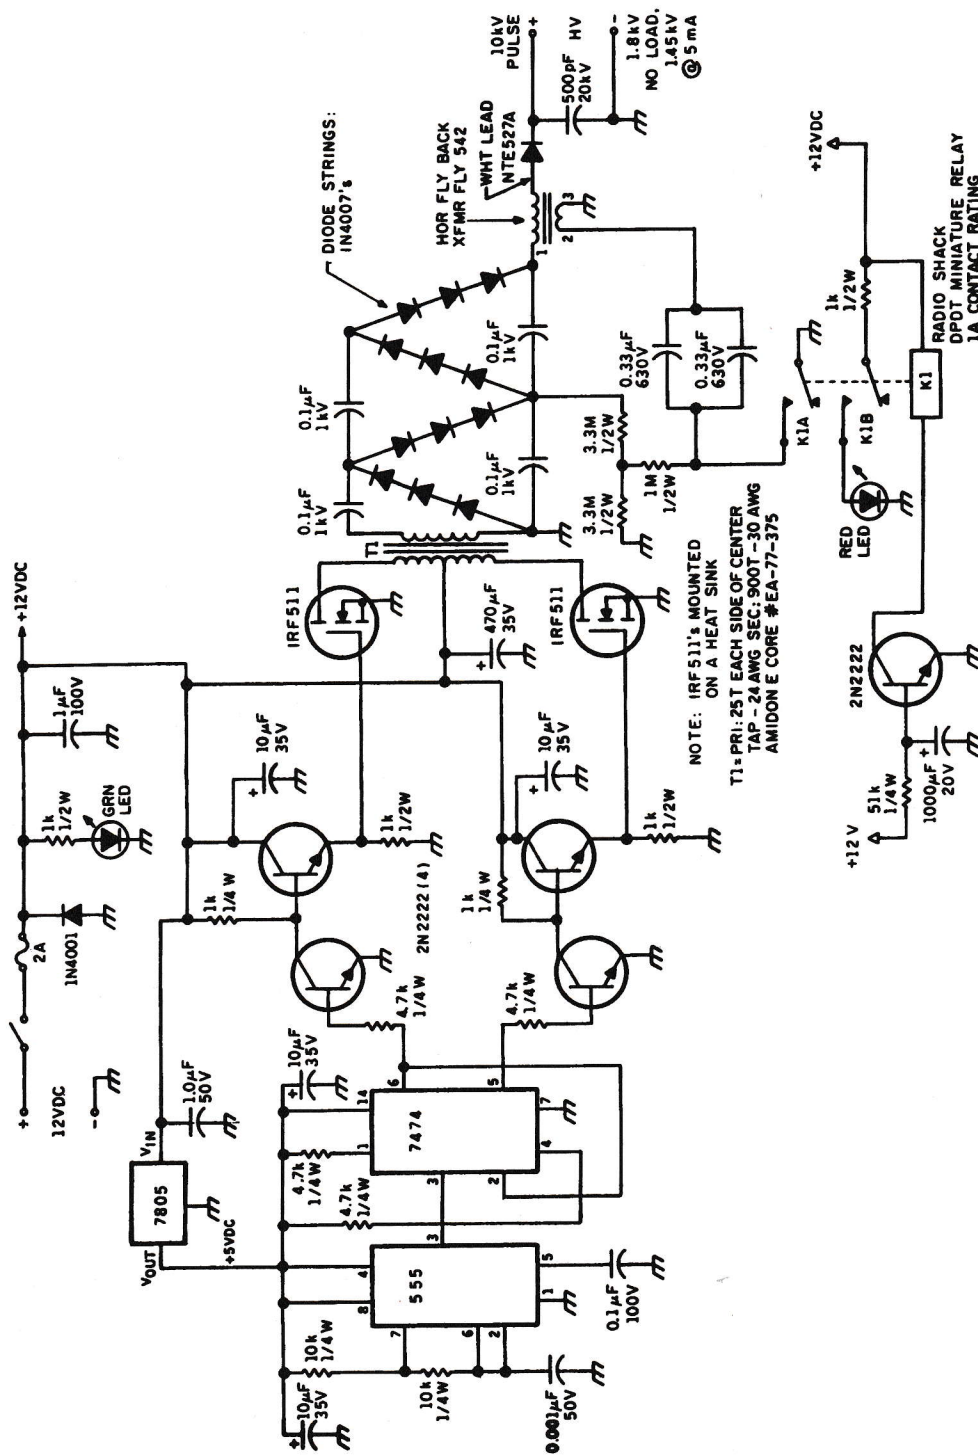 +
12VDC
-
2A
1N4001
1k
1/2W
GRN
LED
1µF
100V
+12VDC
VOUT
7805
VIN
+5VDC
1.0µF
50V
+
10µF
35V
10k
1/4W
10k
1/4W
0.001µF
50V
8
4
7
6
2
555
3
1
5
0.1µF
100V
4.7k
1/4W
4.7k
1/4W
+
10µF
35V
1
14
3
2
7474
6
5
4
7
4.7k
1/4W
4.7k
1/4W
1k
1/4W
1k
1/4W
2N2222(4)
+
10µF
35V
1k
1/2W
+
10µF
35V
1k
1/2W
IRF511
+
470µF
35V
IRF511
T1
0.1µF
1kV
0.1µF
1kV
0.1µF
1kV
0.1µF
1kV
DIODE STRINGS:
1N4007's
HOR FLY BACK
XFMR FLY 542
WHT LEAD
NTE527A
1
2
3
10kV
PULSE
+
500pF
20kV
HV
-
1.8kV
NO LOAD,
1.45kV
@ 5mA
3.3M
1/2W
3.3M
1/2W
1M
1/2W
0.33µF
630V
0.33µF
630V
NOTE: IRF511's MOUNTED
ON A HEAT SINK
T1=PRI: 25T EACH SIDE OF CENTER
TAP - 24 AWG SEC: 900T - 30 AWG
AMIDON E CORE #EA-77-375
+12V
51k
1/4W
1000µF
+
20V
2N2222
RED
LED
K1A
K1B
K1
1k
1/2W
+12VDC
RADIO SHACK
DPDT MINIATURE RELAY
1A CONTACT RATING